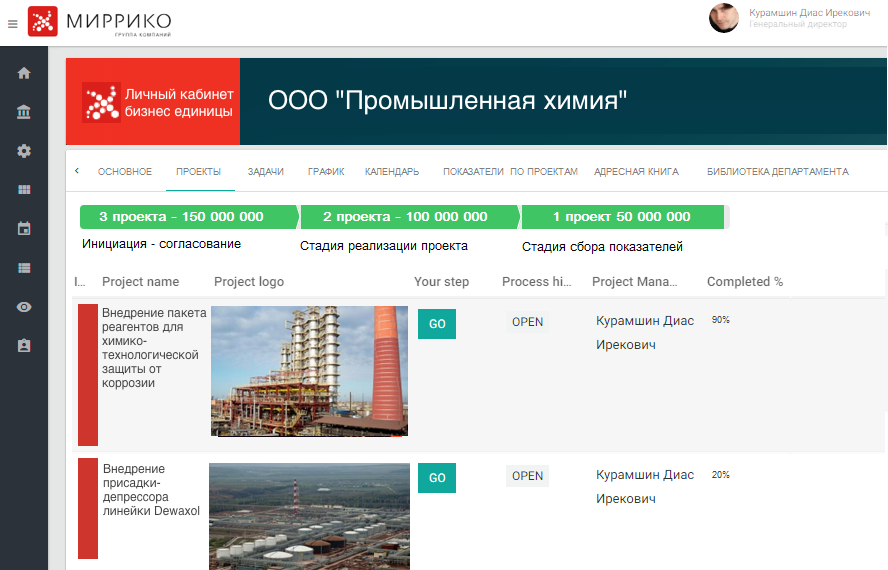 МИРРИКО
ГРУППА КОМПАНИЙ
Курамшин Диас Ирекович
Генеральный директор
Личный кабинет
бизнес единицы
ООО "Промышленная химия"
ОСНОВНОЕ ПРОЕКТЫ ЗАДАЧИ ГРАФИК КАЛЕНДАРЬ ПОКАЗАТЕЛИ ПО ПРОЕКТАМ АДРЕСНАЯ КНИГА БИБЛИОТЕКА ДЕПАРТАМЕНТА
3 проекта - 150 000 000 2 проекта - 100 000 000 1 проект 50 000 000
Инициация - согласование Стадия реализации проекта Стадия сбора показателей
I... Project name Project logo Your step Process hi... Project Mana... Completed %
Внедрение пакета
реагентов для
химико-
технологической
защиты от
коррозии
GO
OPEN
Курамшин Диас
Ирекович
90%
Внедрение
присадки-
депрессора
линейки Dewaxol
GO
OPEN
Курамшин Диас
Ирекович
20%